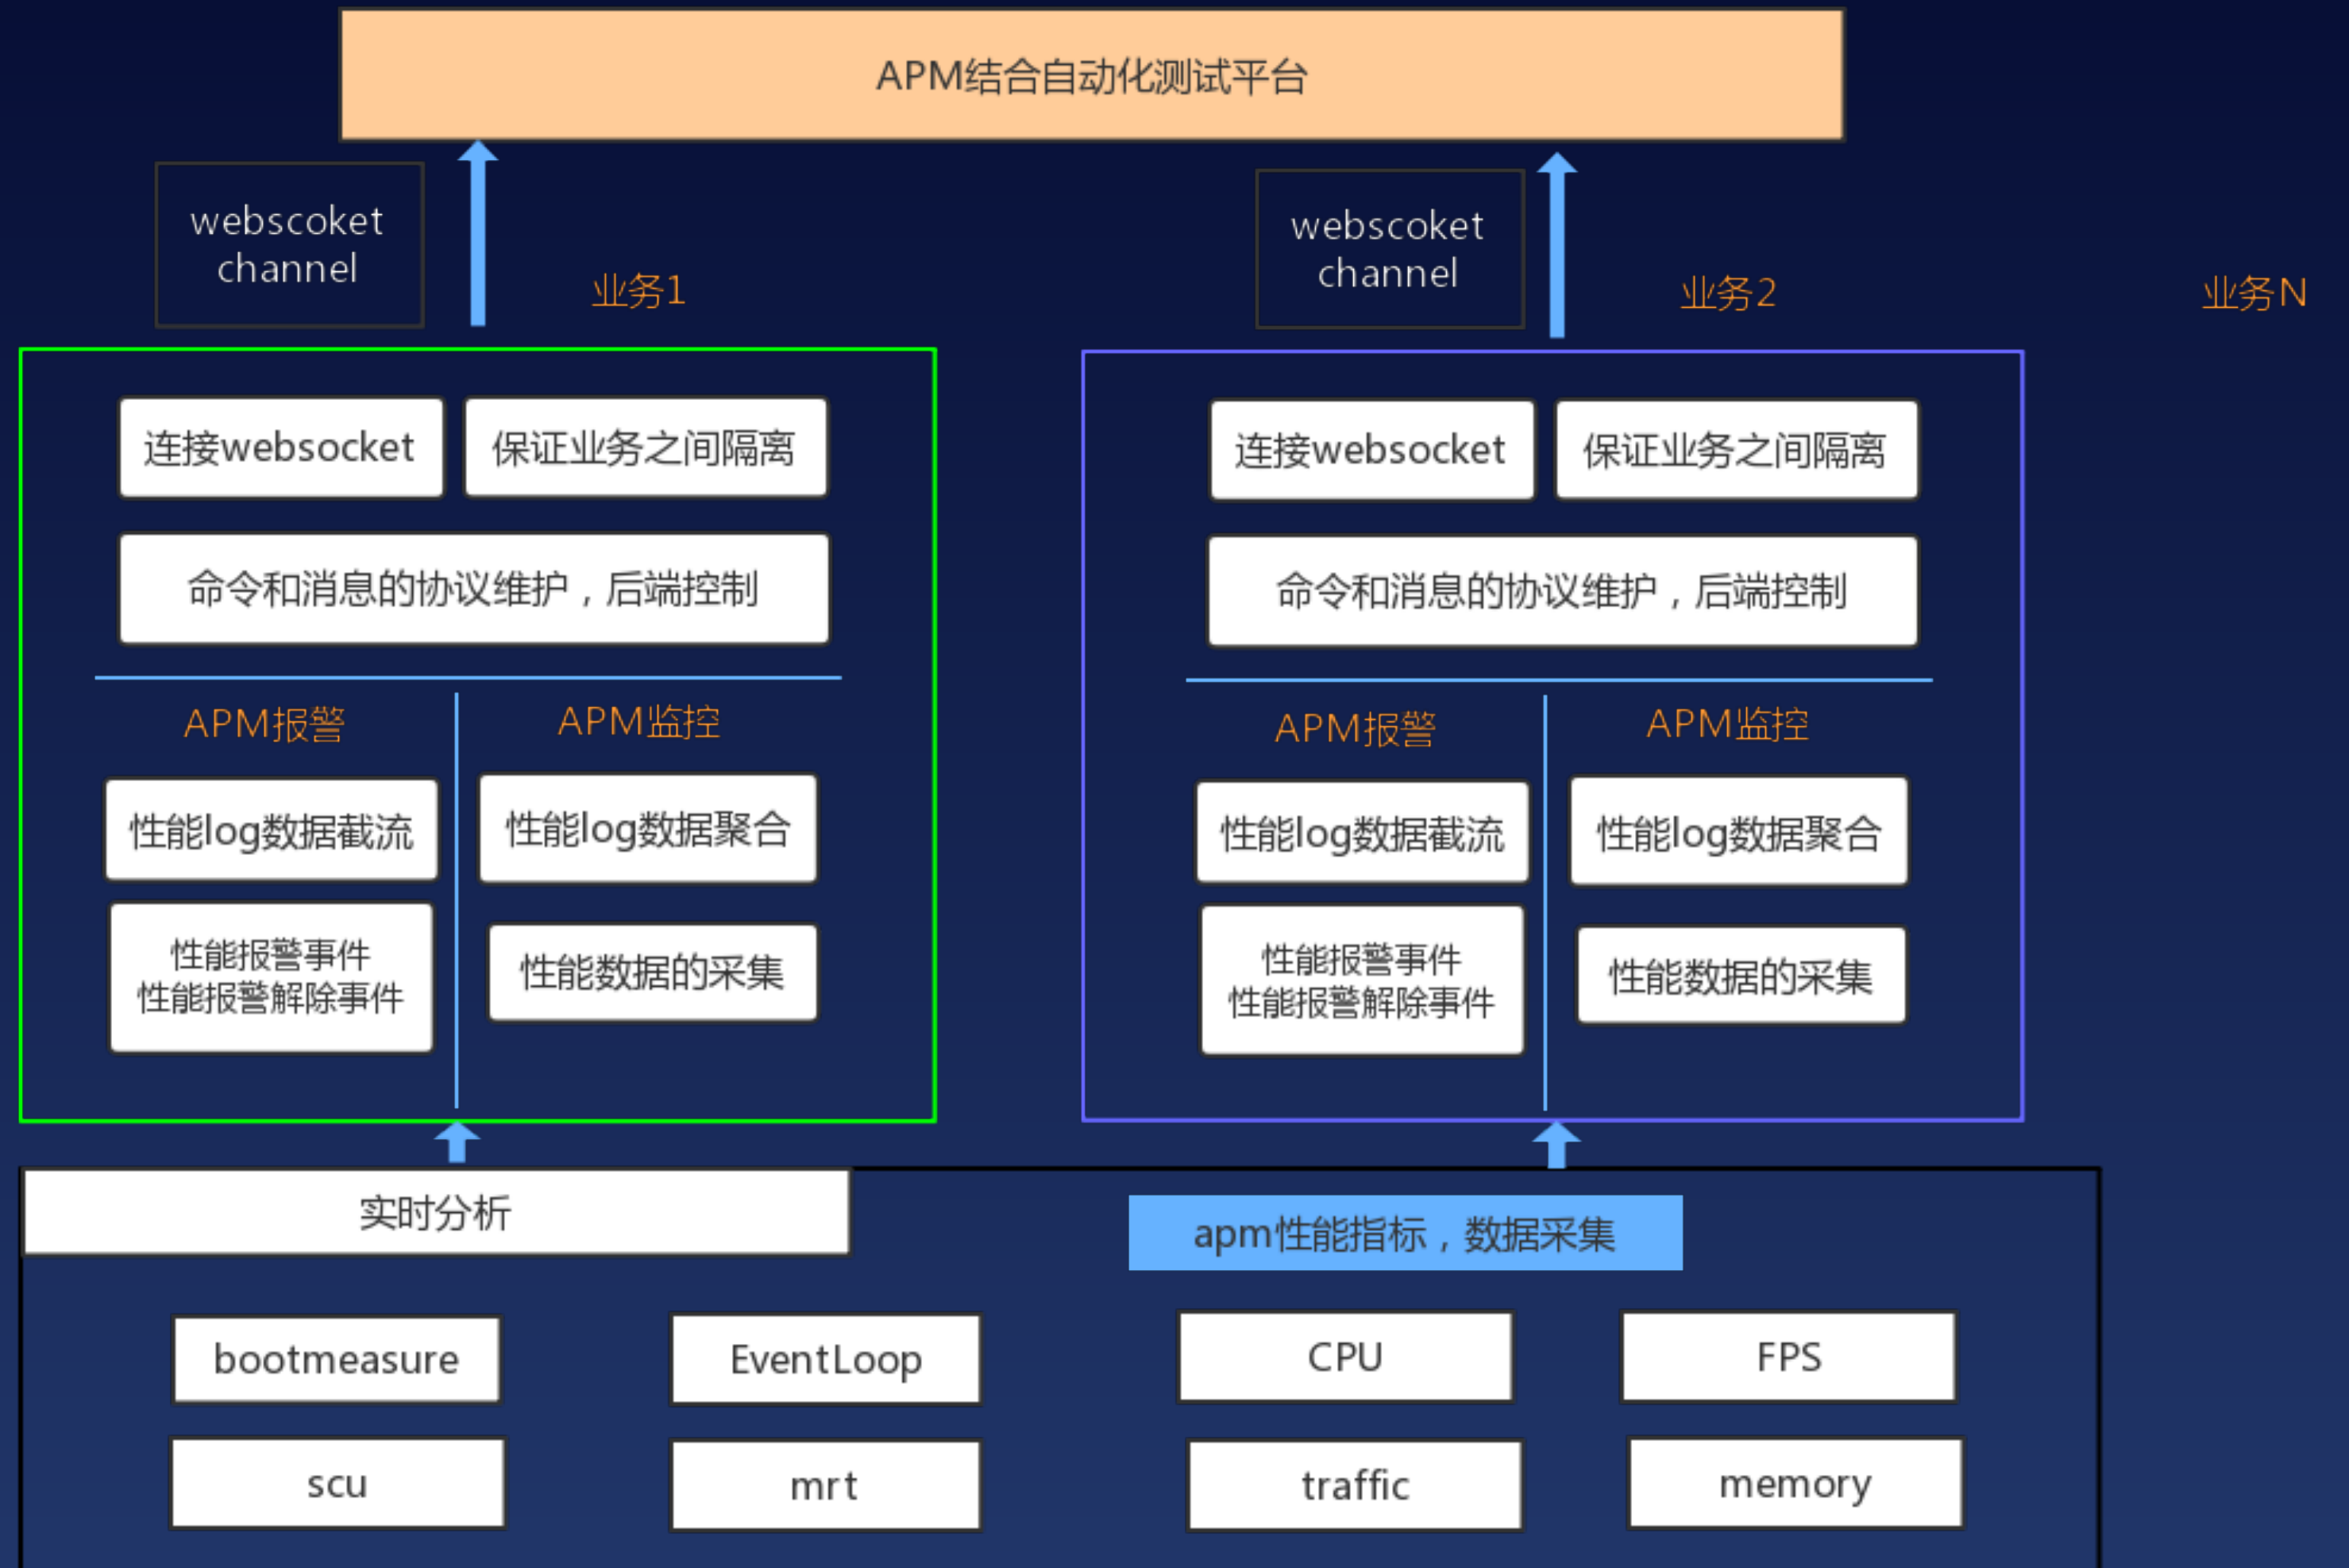 APM结合自动化测试平台
webscoket
channel
业务1
webscoket
channel
业务2
业务N
连接websocket
保证业务之间隔离
命令和消息的协议维护，后端控制
APM报警
APM监控
性能log数据截流
性能log数据聚合
性能报警事件
性能报警解除事件
性能数据的采集
连接websocket
保证业务之间隔离
命令和消息的协议维护，后端控制
APM报警
APM监控
性能log数据截流
性能log数据聚合
性能报警事件
性能报警解除事件
性能数据的采集
实时分析
apm性能指标，数据采集
bootmeasure
EventLoop
CPU
FPS
scu
mrt
traffic
memory